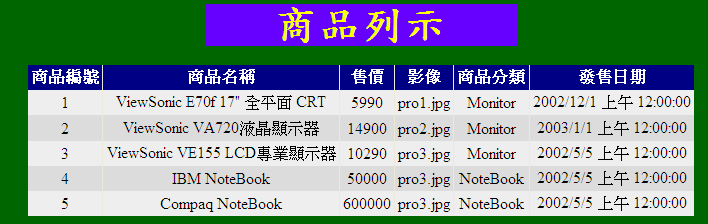 商品列示
商品編號 商品名稱 售價 影像 商品分類 發售日期
1 ViewSonic E70f 17" 全平面 CRT 5990 pro1.jpg Monitor 2002/12/1 上午 12:00:00
2 ViewSonic VA720液晶顯示器 14900 pro2.jpg Monitor 2003/1/1 上午 12:00:00
3 ViewSonic VE155 LCD專業顯示器 10290 pro3.jpg Monitor 2002/5/5 上午 12:00:00
4 IBM NoteBook 50000 pro3.jpg NoteBook 2002/5/5 上午 12:00:00
5 Compaq NoteBook 600000 pro3.jpg NoteBook 2002/5/5 上午 12:00:00